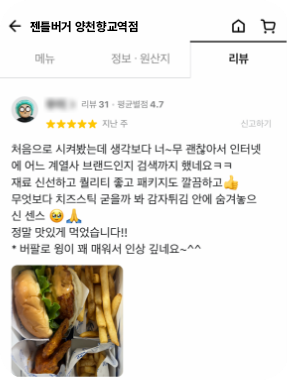 젠틀버거 양천향교역점
메뉴 정보 · 원산지 리뷰
리뷰 31 · 평균별점 4.7
★★★★★ 지난 주 신고하기
처음으로 시켜봤는데 생각보다 너~무 괜찮아서 인터넷
에 어느 계열사 브랜드인지 검색까지 했네요ㅋㅋ
재료 신선하고 퀄리티 좋고 패키지도 깔끔하고👍
무엇보다 치즈스틱 굳을까 봐 감자튀김 안에 숨겨놓으
신 센스 🥹🙏
정말 맛있게 먹었습니다!!
* 버팔로 윙이 꽤 매워서 인상 깊네요~^^